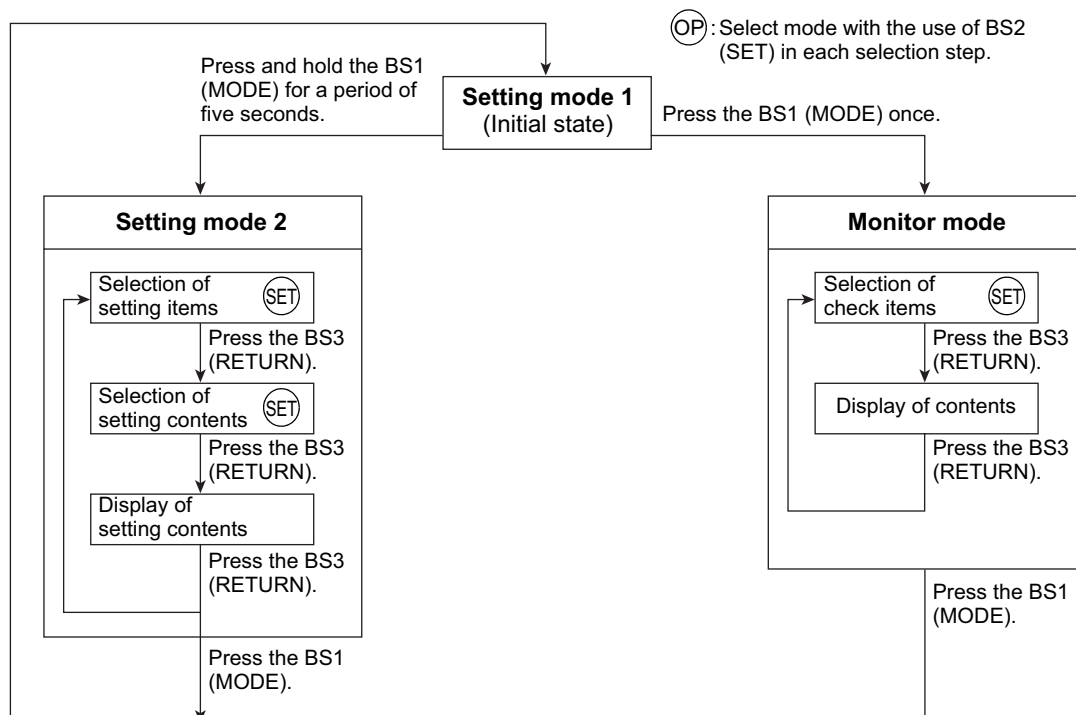 OP : Select mode with the use of BS2
(SET) in each selection step.
Press and hold the BS1
(MODE) for a period of
five seconds.
Setting mode 1
(Initial state)
Press the BS1 (MODE) once.
Setting mode 2
Selection of
setting items
SET
Press the BS3
(RETURN).
Selection of
setting contents
SET
Press the BS3
(RETURN).
Display of
setting contents
Press the BS3
(RETURN).
Press the BS1
(MODE).
Monitor mode
Selection of
check items
SET
Press the BS3
(RETURN).
Display of contents
Press the BS3
(RETURN).
Press the BS1
(MODE).